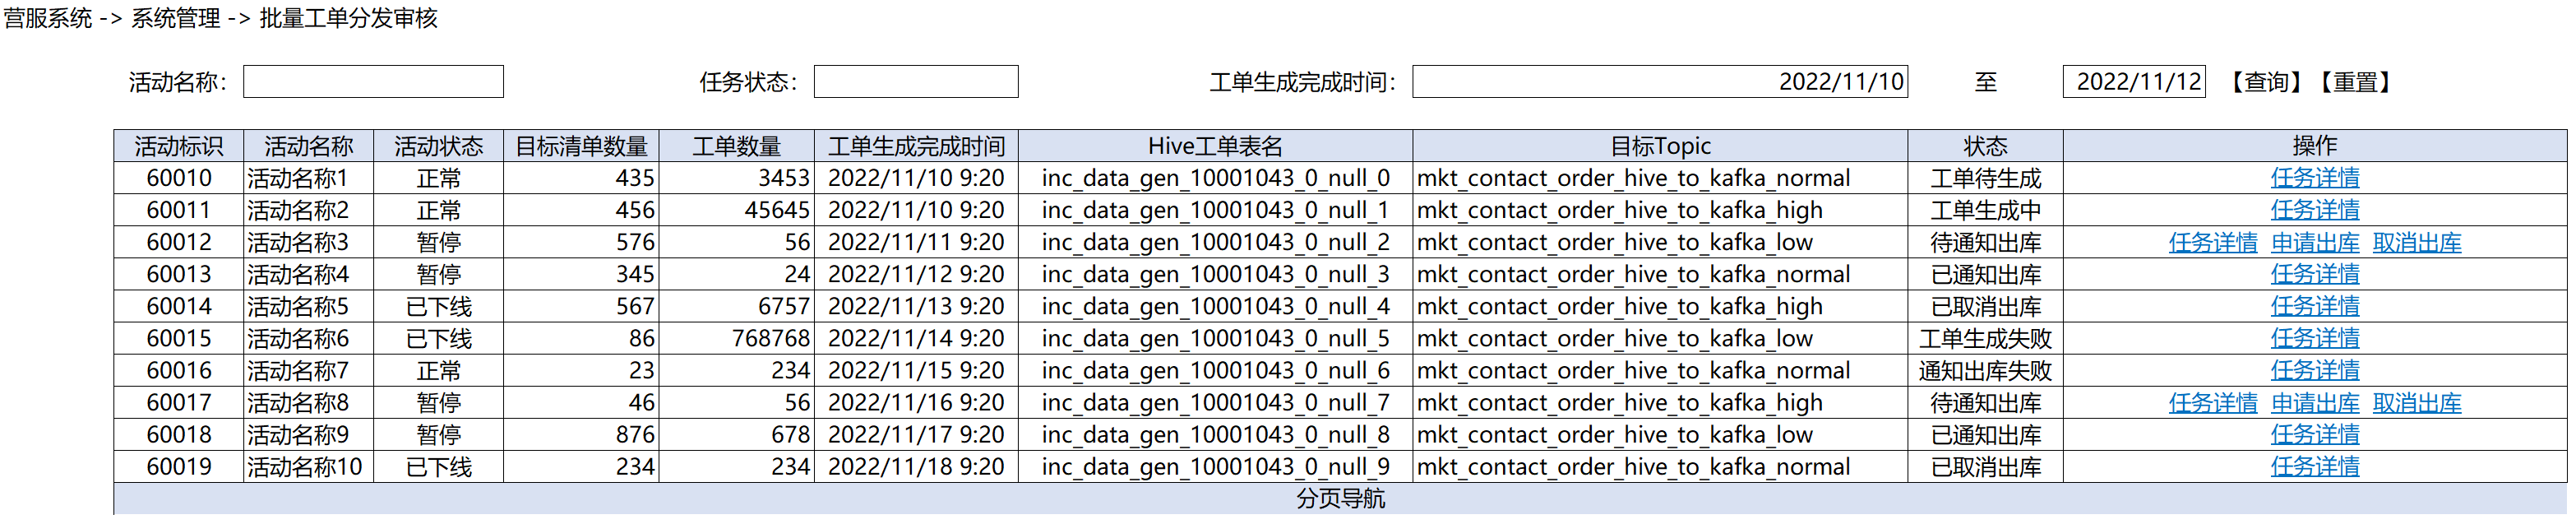 营服系统 -> 系统管理 -> 批量工单分发审核
活动名称： 任务状态： 工单生成完成时间： 2022/11/10 至 2022/11/12 【查询】【重置】
活动标识 活动名称 活动状态 目标清单数量 工单数量 工单生成完成时间 Hive工单表名 目标Topic 状态 操作
60010 活动名称1 正常 435 3453 2022/11/10 9:20 inc_data_gen_10001043_0_null_0 mkt_contact_order_hive_to_kafka_normal 工单待生成 任务详情
60011 活动名称2 正常 456 45645 2022/11/10 9:20 inc_data_gen_10001043_0_null_1 mkt_contact_order_hive_to_kafka_high 工单生成中 任务详情
60012 活动名称3 暂停 576 56 2022/11/11 9:20 inc_data_gen_10001043_0_null_2 mkt_contact_order_hive_to_kafka_low 待通知出库 任务详情 申请出库 取消出库
60013 活动名称4 暂停 345 24 2022/11/12 9:20 inc_data_gen_10001043_0_null_3 mkt_contact_order_hive_to_kafka_normal 已通知出库 任务详情
60014 活动名称5 已下线 567 6757 2022/11/13 9:20 inc_data_gen_10001043_0_null_4 mkt_contact_order_hive_to_kafka_high 已取消出库 任务详情
60015 活动名称6 已下线 86 768768 2022/11/14 9:20 inc_data_gen_10001043_0_null_5 mkt_contact_order_hive_to_kafka_low 工单生成失败 任务详情
60016 活动名称7 正常 23 234 2022/11/15 9:20 inc_data_gen_10001043_0_null_6 mkt_contact_order_hive_to_kafka_normal 通知出库失败 任务详情
60017 活动名称8 暂停 46 56 2022/11/16 9:20 inc_data_gen_10001043_0_null_7 mkt_contact_order_hive_to_kafka_high 待通知出库 任务详情 申请出库 取消出库
60018 活动名称9 暂停 876 678 2022/11/17 9:20 inc_data_gen_10001043_0_null_8 mkt_contact_order_hive_to_kafka_low 已通知出库 任务详情
60019 活动名称10 已下线 234 234 2022/11/18 9:20 inc_data_gen_10001043_0_null_9 mkt_contact_order_hive_to_kafka_normal 已取消出库 任务详情
分页导航